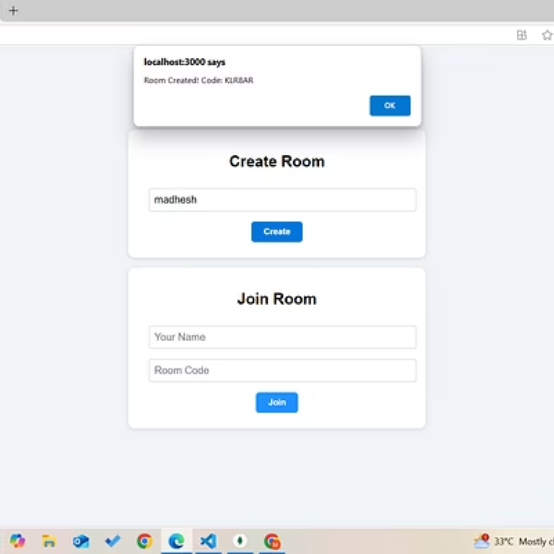 localhost:3000 says
Room Created! Code: KLR8AR
OK
Create Room
madhesh
Create
Join Room
Your Name
Room Code
Join
33°C Mostly